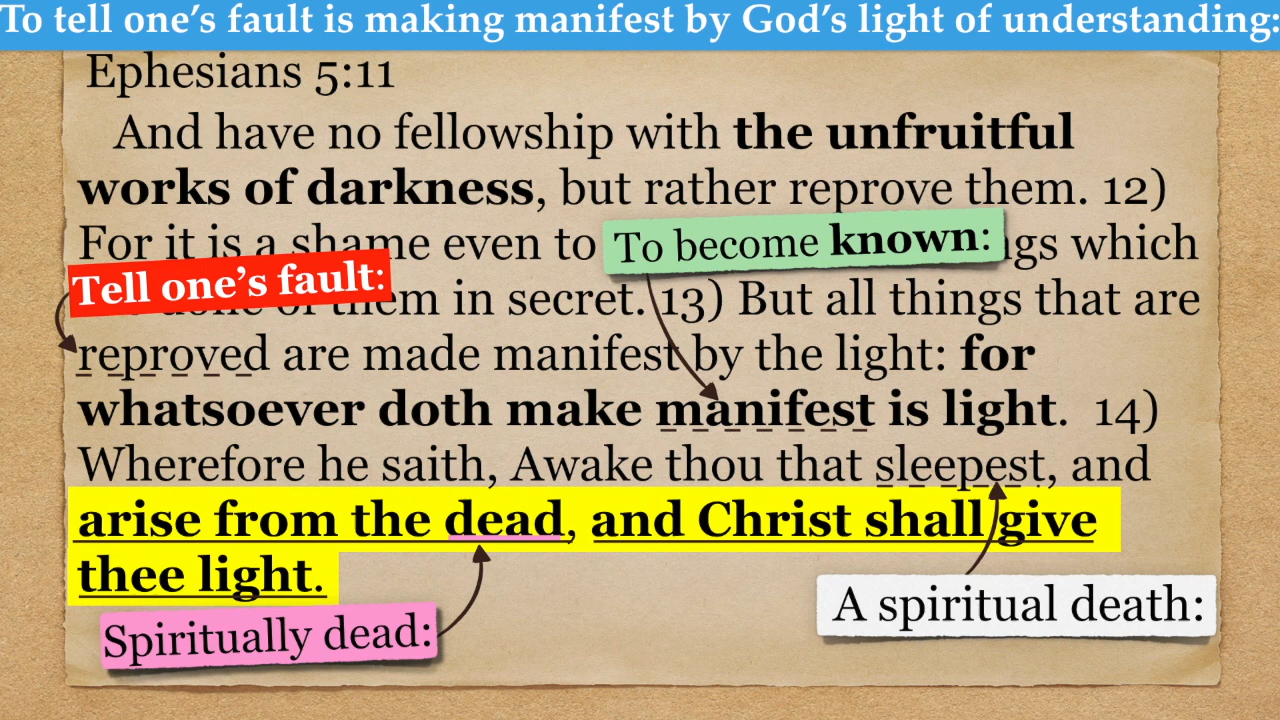 To tell one’s fault is making manifest by God’s light of understanding:
Ephesians 5:11
And have no fellowship with the unfruitful
works of darkness, but rather reprove them. 12)
For it is a shame even to which
To become known:
Tell one’s fault:
in secret. 13) But all things that are
reproved are made manifest by the light: for
whatsoever doth make manifest is light. 14)
Wherefore he saith, Awake thou that sleepest, and
arise from the dead, and Christ shall give
thee light.
A spiritual death:
Spiritually dead: